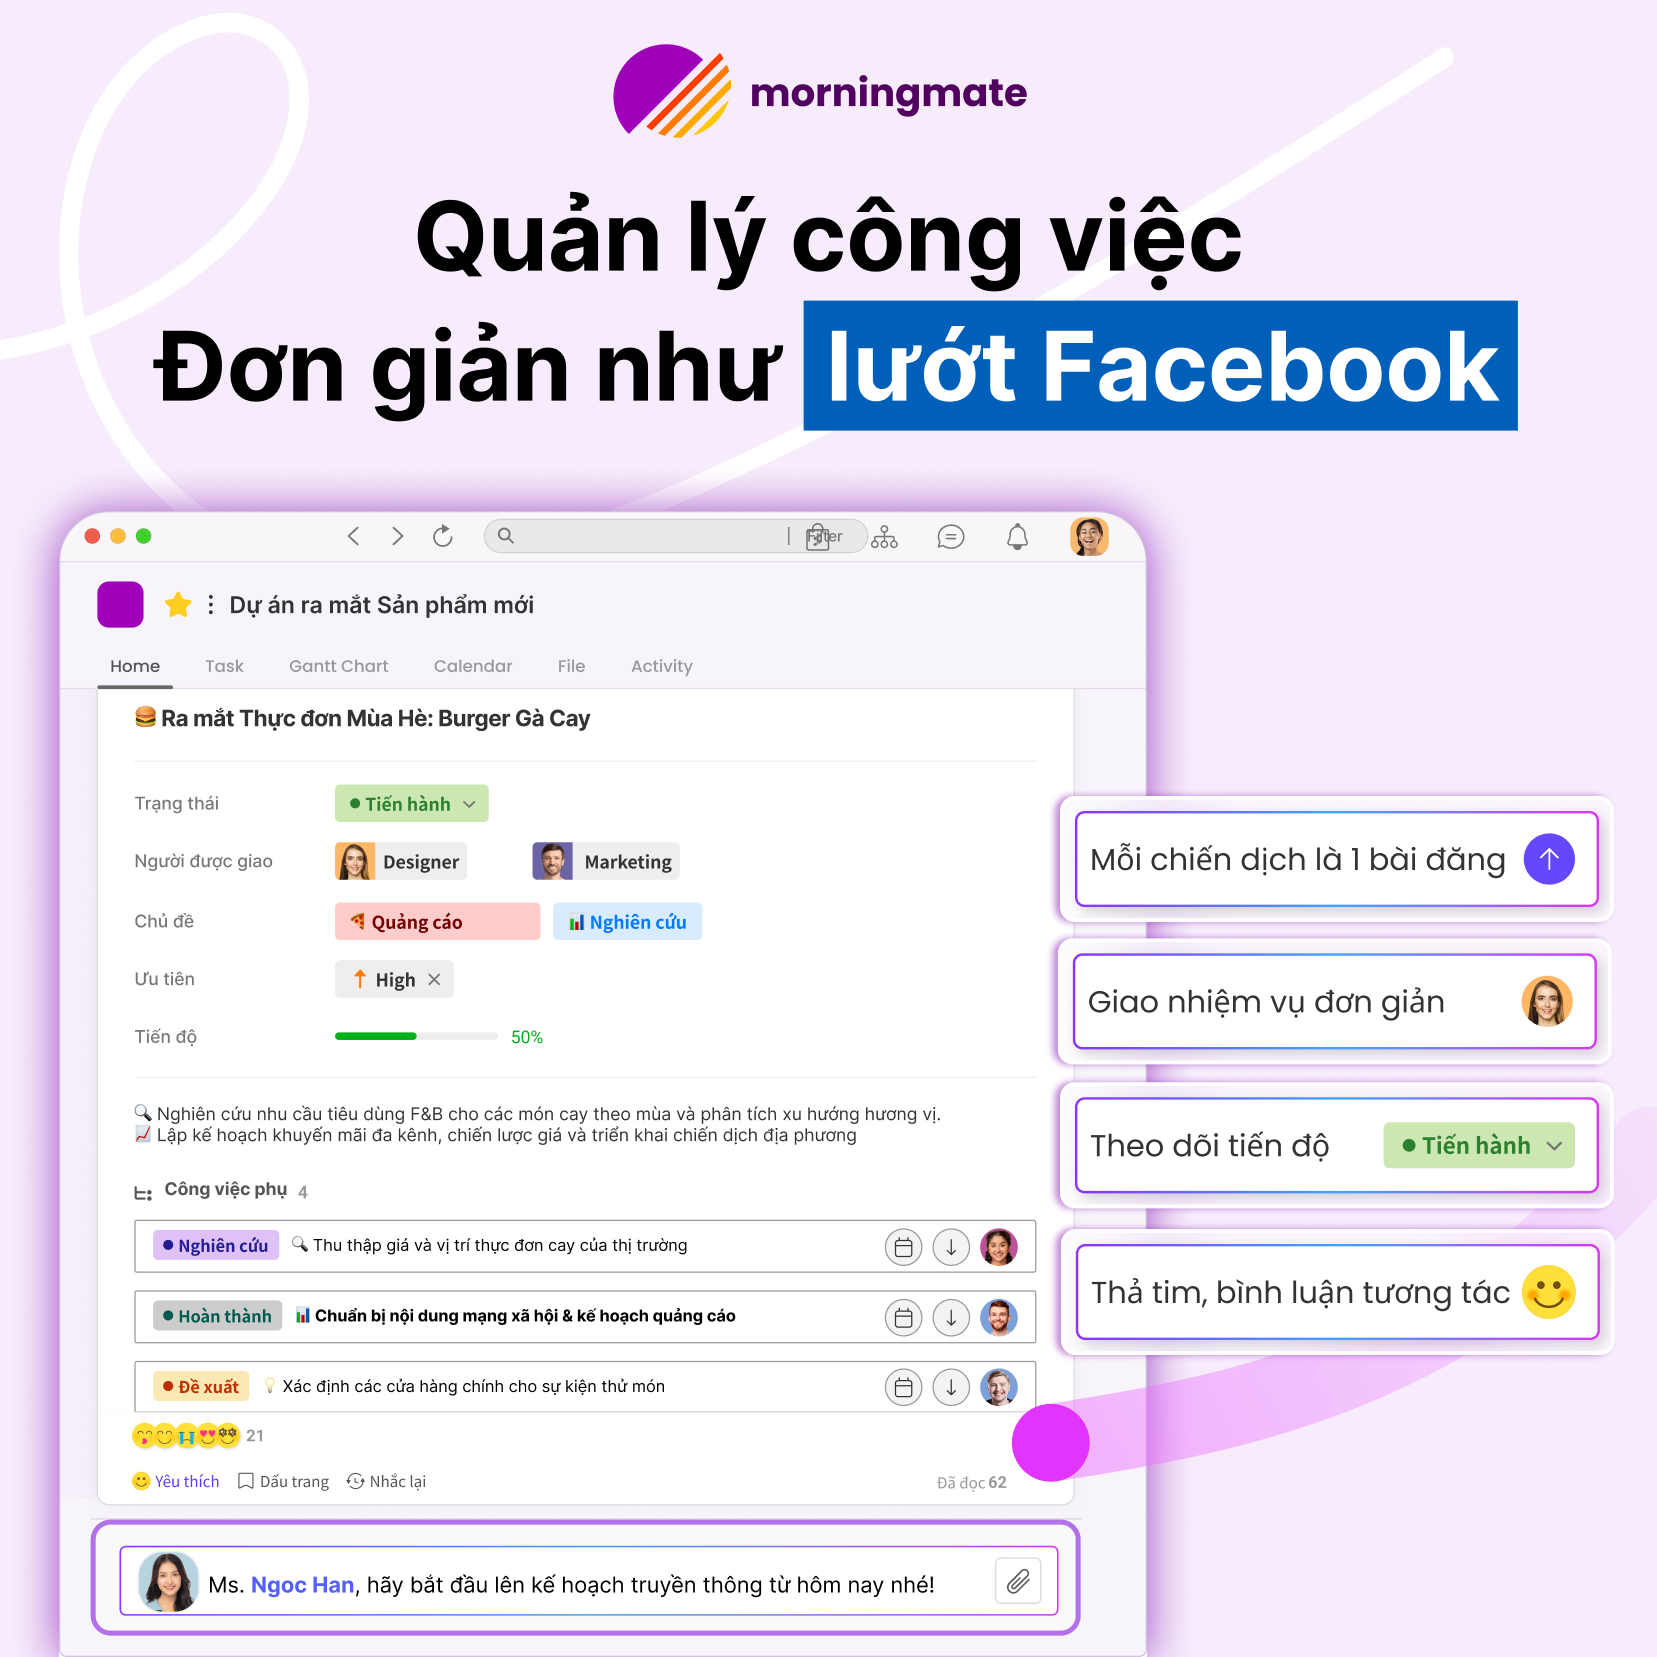 morningmate
Quản lý công việc
Đơn giản như lướt Facebook
| Filter
Dự án ra mắt Sản phẩm mới
Home Task Gantt Chart Calendar File Activity
🍔 Ra mắt Thực đơn Mùa Hè: Burger Gà Cay
Trạng thái Tiến hành
Người được giao Designer Marketing
Chủ đề 🍕 Quảng cáo 📊 Nghiên cứu
Ưu tiên ↑ High ×
Tiến độ 50%
🔍 Nghiên cứu nhu cầu tiêu dùng F&B cho các món cay theo mùa và phân tích xu hướng hương vị.
📈 Lập kế hoạch khuyến mãi đa kênh, chiến lược giá và triển khai chiến dịch địa phương
Công việc phụ 4
Nghiên cứu 🔍 Thu thập giá và vị trí thực đơn cay của thị trường
Hoàn thành 📊 Chuẩn bị nội dung mạng xã hội & kế hoạch quảng cáo
Đề xuất 💡 Xác định các cửa hàng chính cho sự kiện thử món
21
Yêu thích Dấu trang Nhắc lại Đã đọc 62
Ms. Ngoc Han, hãy bắt đầu lên kế hoạch truyền thông từ hôm nay nhé!
Mỗi chiến dịch là 1 bài đăng
Giao nhiệm vụ đơn giản
Theo dõi tiến độ Tiến hành
Thả tim, bình luận tương tác